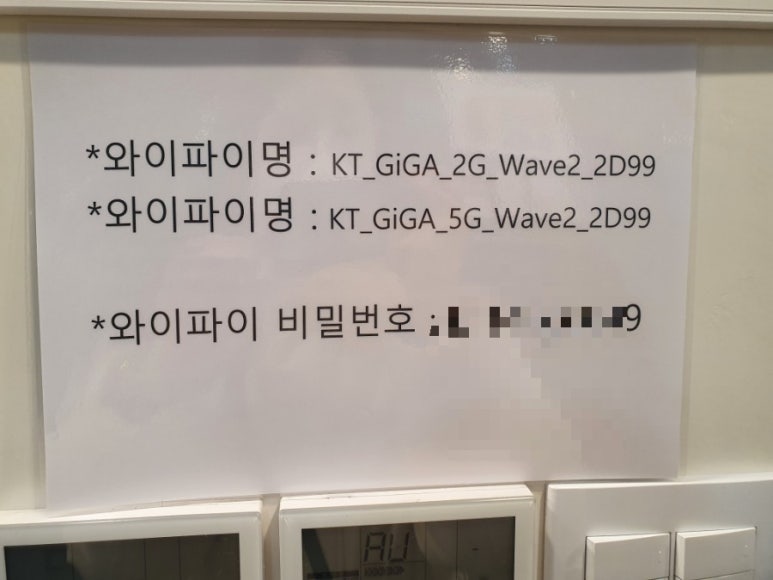 *와이파이명 : KT_GiGA_2G_Wave2_2D99
*와이파이명 : KT_GiGA_5G_Wave2_2D99
*와이파이 비밀번호 :
AU